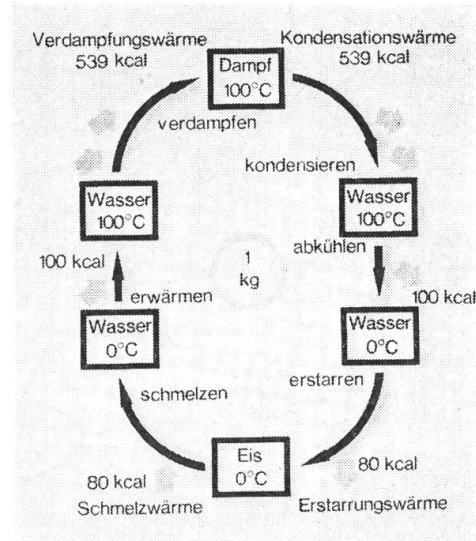 Verdampfungswärme
539 kcal
Kondensationswärme
539 kcal
Dampf
100°C
verdampfen
kondensieren
Wasser
100°C
Wasser
100°C
abkühlen
100 kcal
1
kg
erwärmen
100 kcal
Wasser
0°C
Wasser
0°C
schmelzen
erstarren
Eis
0°C
80 kcal
Schmelzwärme
80 kcal
Erstarrungswärme